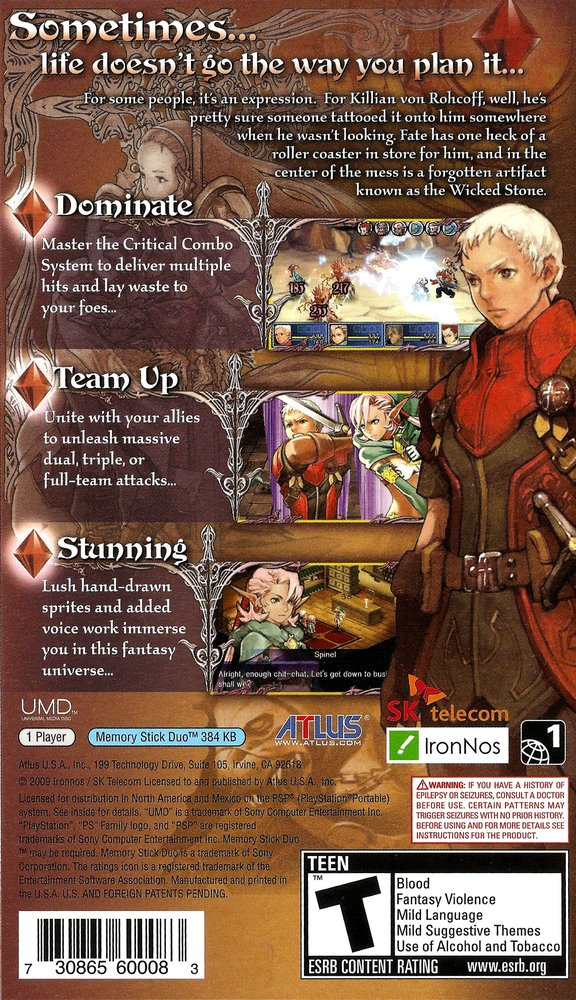 Sometimes...
life doesn't go the way you plan it...
For some people, it's an expression. For Killian von Rohcoff, well, he's
pretty sure someone tattooed it onto him somewhere
when he wasn't looking. Fate has one heck of a
roller coaster in store for him, and in the
center of the mess is a forgotten artifact
known as the Wicked Stone.
Dominate
Master the Critical Combo
System to deliver multiple
hits and lay waste to
your foes...
185
247
255
Team Up
Unite with your allies
to unleash massive
dual, triple, or
full-team attacks...
Stunning
Lush hand-drawn
sprites and added
voice work immerse
you in this fantasy
universe...
Spinel
Alright, enough chit-chat. Let's get down to
shall we?
UMD
UNIVERSAL MEDIA DISC
1 Player
Memory Stick Duo™ 384 KB
ATLUS®
WWW.ATLUS.COM
SK telecom
IronNos
1
Atlus U.S.A., Inc., 199 Technology Drive, Suite 105, Irvine, CA 92618
© 2009 Ironnos / SK Telecom Licensed to and published by Atlus U.S.A., Inc.
Licensed for distribution in North America and Mexico on the PSP® (PlayStation®Portable)
system. See inside for details. "UMD" is a trademark of Sony Computer Entertainment Inc.
"PlayStation", "PS" Family logo, and "PSP" are registered
trademarks of Sony Computer Entertainment Inc. Memory Stick Duo
™ may be required. Memory Stick Duo is a trademark of Sony
Corporation. The ratings icon is a registered trademark of the
Entertainment Software Association. Manufactured and printed in
the U.S.A. U.S. AND FOREIGN PATENTS PENDING.
WARNING: IF YOU HAVE A HISTORY OF
EPILEPSY OR SEIZURES, CONSULT A DOCTOR
BEFORE USE. CERTAIN PATTERNS MAY
TRIGGER SEIZURES WITH NO PRIOR HISTORY.
BEFORE USING AND FOR MORE DETAILS SEE
INSTRUCTIONS FOR THE PRODUCT.
TEEN
T
™
Blood
Fantasy Violence
Mild Language
Mild Suggestive Themes
Use of Alcohol and Tobacco
ESRB CONTENT RATING www.esrb.org
7 30865 60008 3